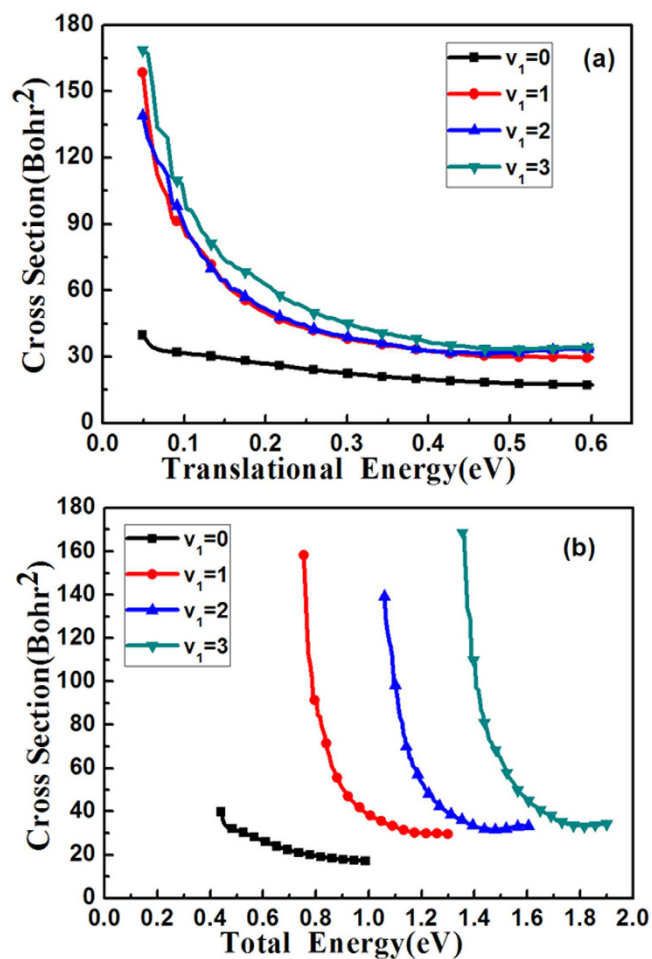 180
150
120
90
60
30
0
Cross Section(Bohr²)
v₁=0
v₁=1
v₁=2
v₁=3
(a)
0.0 0.1 0.2 0.3 0.4 0.5 0.6
Translational Energy(eV)
180
160
140
120
100
80
60
40
20
0
Cross Section(Bohr²)
v₁=0
v₁=1
v₁=2
v₁=3
(b)
0.0 0.2 0.4 0.6 0.8 1.0 1.2 1.4 1.6 1.8 2.0
Total Energy(eV)